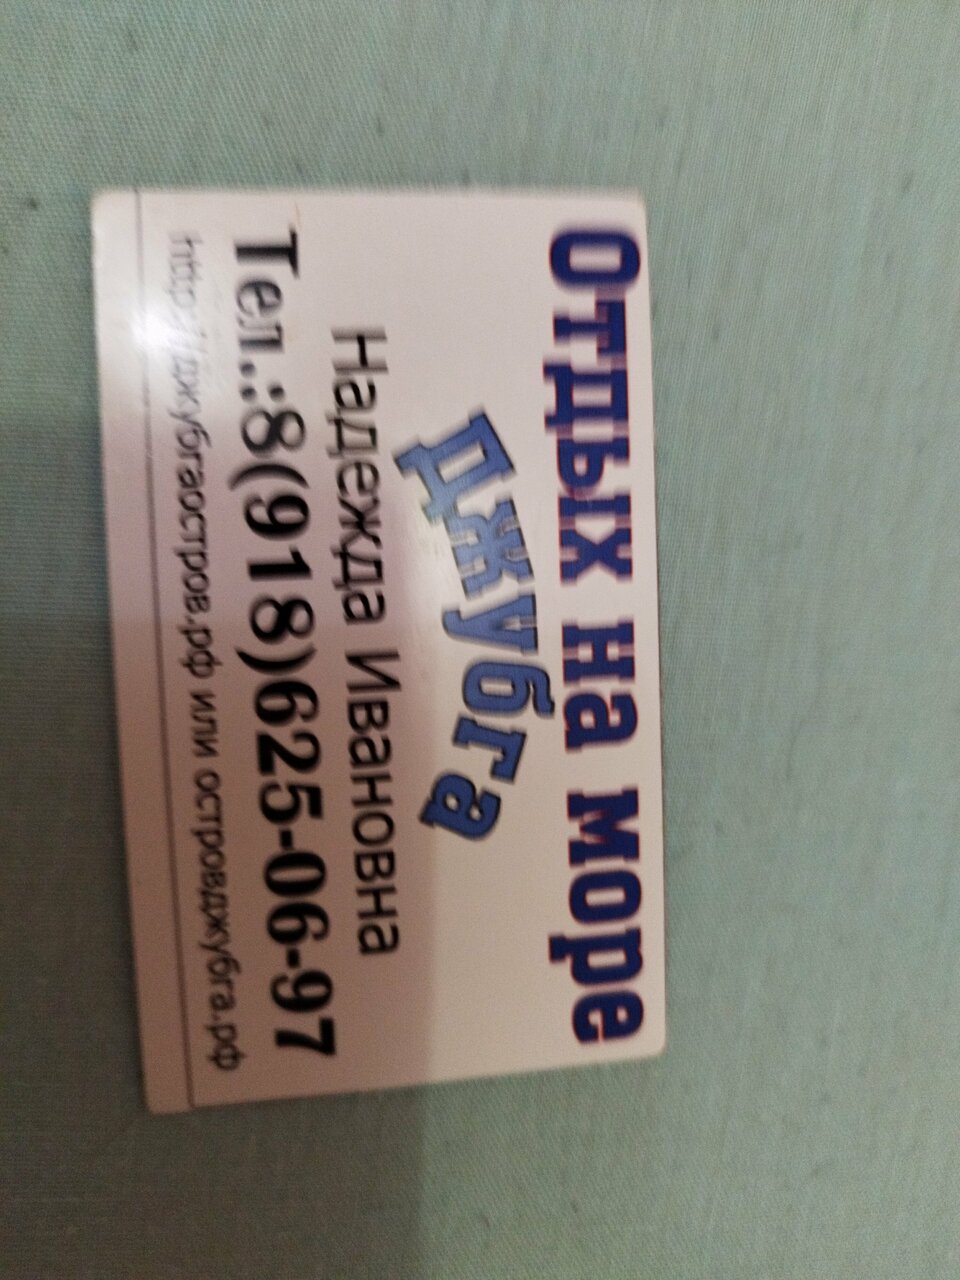 Отдых на море
Джубга
Надежда Ивановна
Тел.:8(918)625-06-97
http://джубгаостров.рф или островджубга.рф